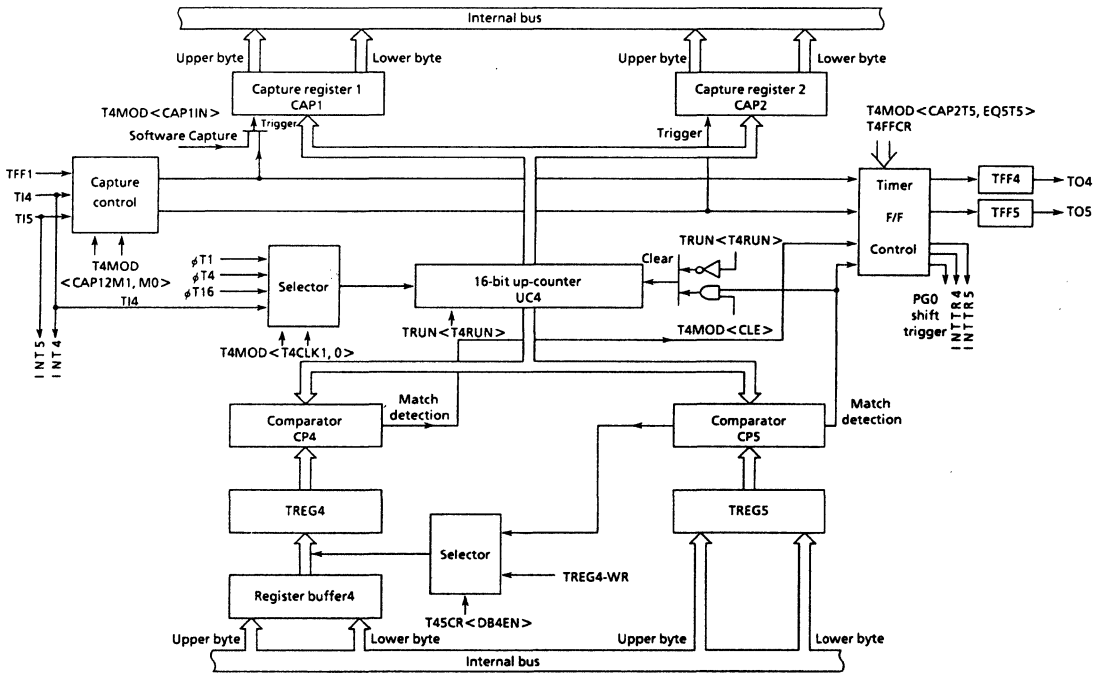 Internal bus
Upper byte
Lower byte
Upper byte
Lower byte
Capture register 1
CAP1
Capture register 2
CAP2
T4MOD<CAP1IN>
Trigger
Software Capture
Trigger
T4MOD<CAP2T5, EQ5T5>
T4FFCR
TFF1
TI4
TI5
Capture
control
Timer
F/F
Control
TFF4
TO4
TFF5
TO5
T4MOD
<CAP12M1, M0>
TI4
φT1
φT4
φT16
Selector
16-bit up-counter
UC4
Clear
TRUN<T4RUN>
T4MOD<CLE>
TRUN<T4RUN>
PG0
shift
trigger
INTTR4
INTTR5
INT5
INT4
T4MOD<T4CLK1, 0>
Comparator
CP4
Match
detection
Comparator
CP5
Match
detection
TREG4
TREG5
Selector
TREG4-WR
Register buffer4
T45CR<DB4EN>
Upper byte
Lower byte
Upper byte
Lower byte
Internal bus